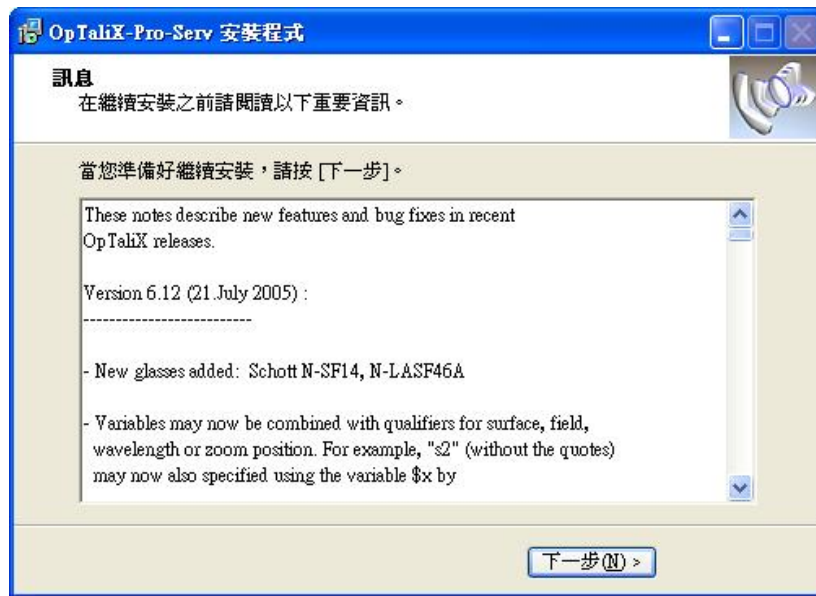 OpTaliX-Pro-Serv 安裝程式
訊息
在繼續安裝之前請閱讀以下重要資訊。
當您準備好繼續安裝，請按 [下一步]。
These notes describe new features and bug fixes in recent
OpTaliX releases.
Version 6.12 (21.July 2005) :
--------------------------
- New glasses added:  Schott N-SF14, N-LASF46A
- Variables may now be combined with qualifiers for surface, field,
wavelength or zoom position. For example, "s2" (without the quotes)
may now also specified using the variable $x by
下一步(N) >